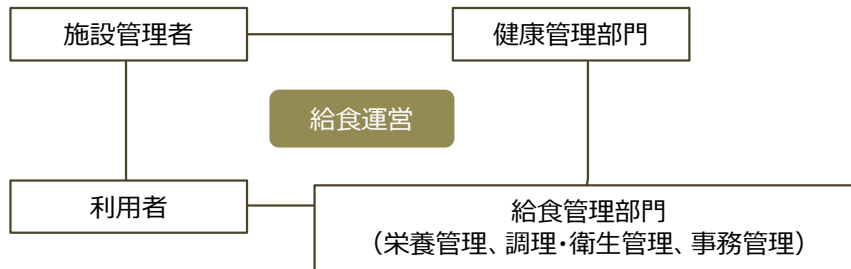 施設管理者
健康管理部門
給食運営
利用者
給食管理部門
（栄養管理、調理・衛生管理、事務管理）